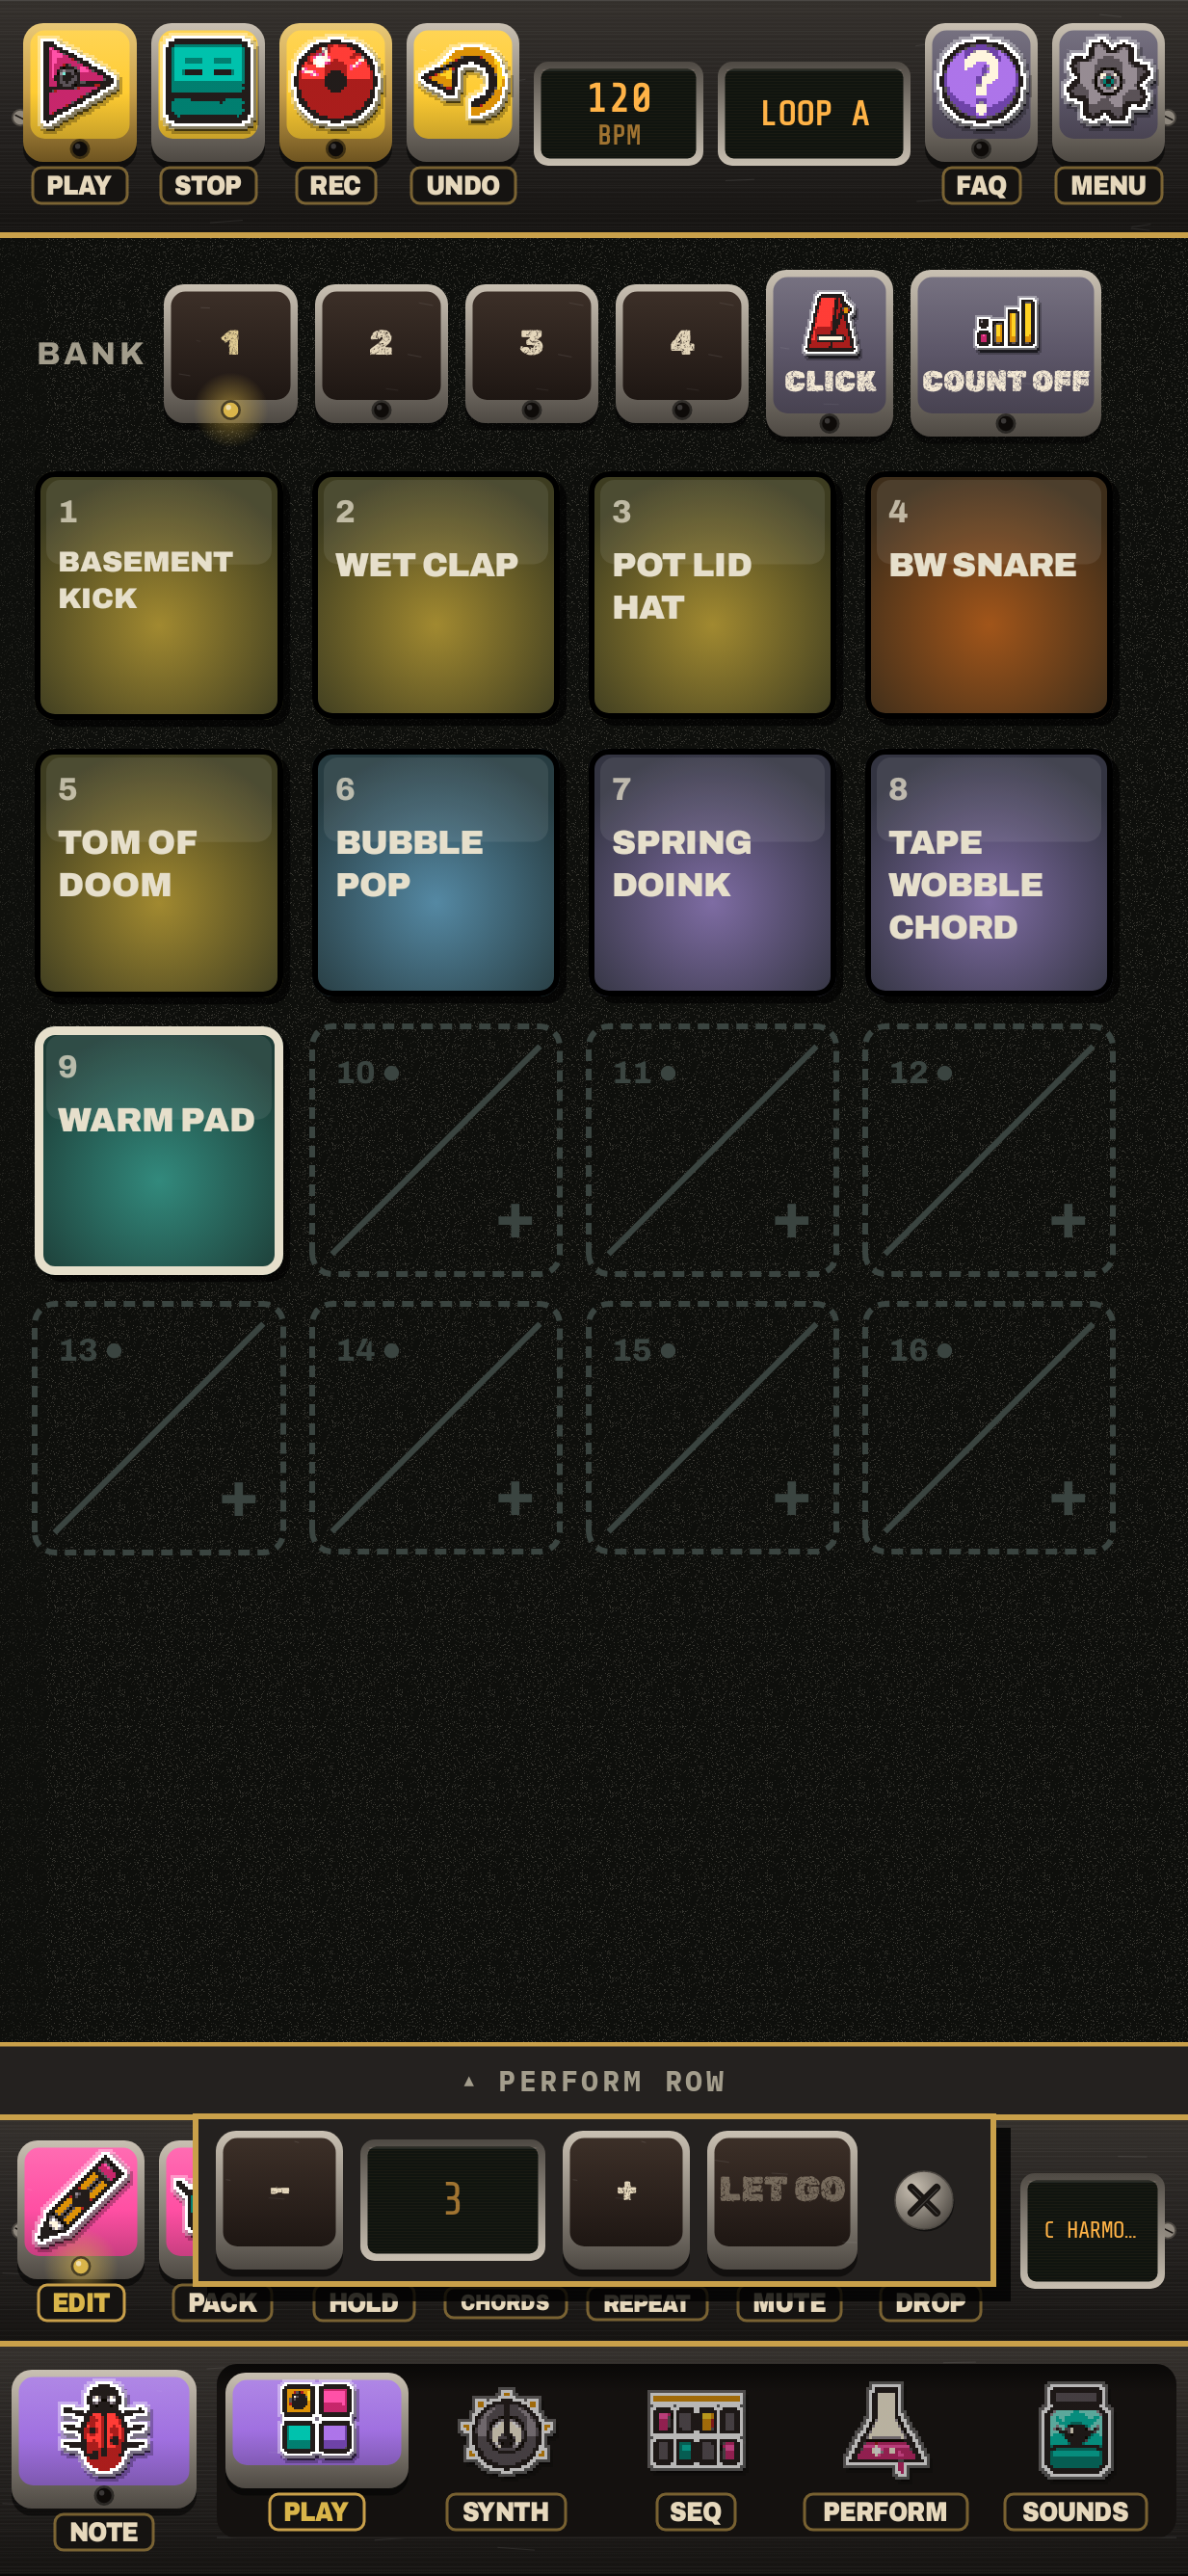 120
BPM
LOOP A
PLAY
STOP
REC
UNDO
FAQ
MENU
BANK
1
2
3
4
CLICK
COUNT OFF
1
BASEMENT
KICK
2
WET CLAP
3
POT LID
HAT
4
BW SNARE
5
TOM OF
DOOM
6
BUBBLE
POP
7
SPRING
DOINK
8
TAPE
WOBBLE
CHORD
9
WARM PAD
10
11
12
13
14
15
16
▲ PERFORM ROW
-
3
+
LET GO
C HARMO…
EDIT
PACK
HOLD
CHORDS
REPEAT
MUTE
DROP
NOTE
PLAY
SYNTH
SEQ
PERFORM
SOUNDS